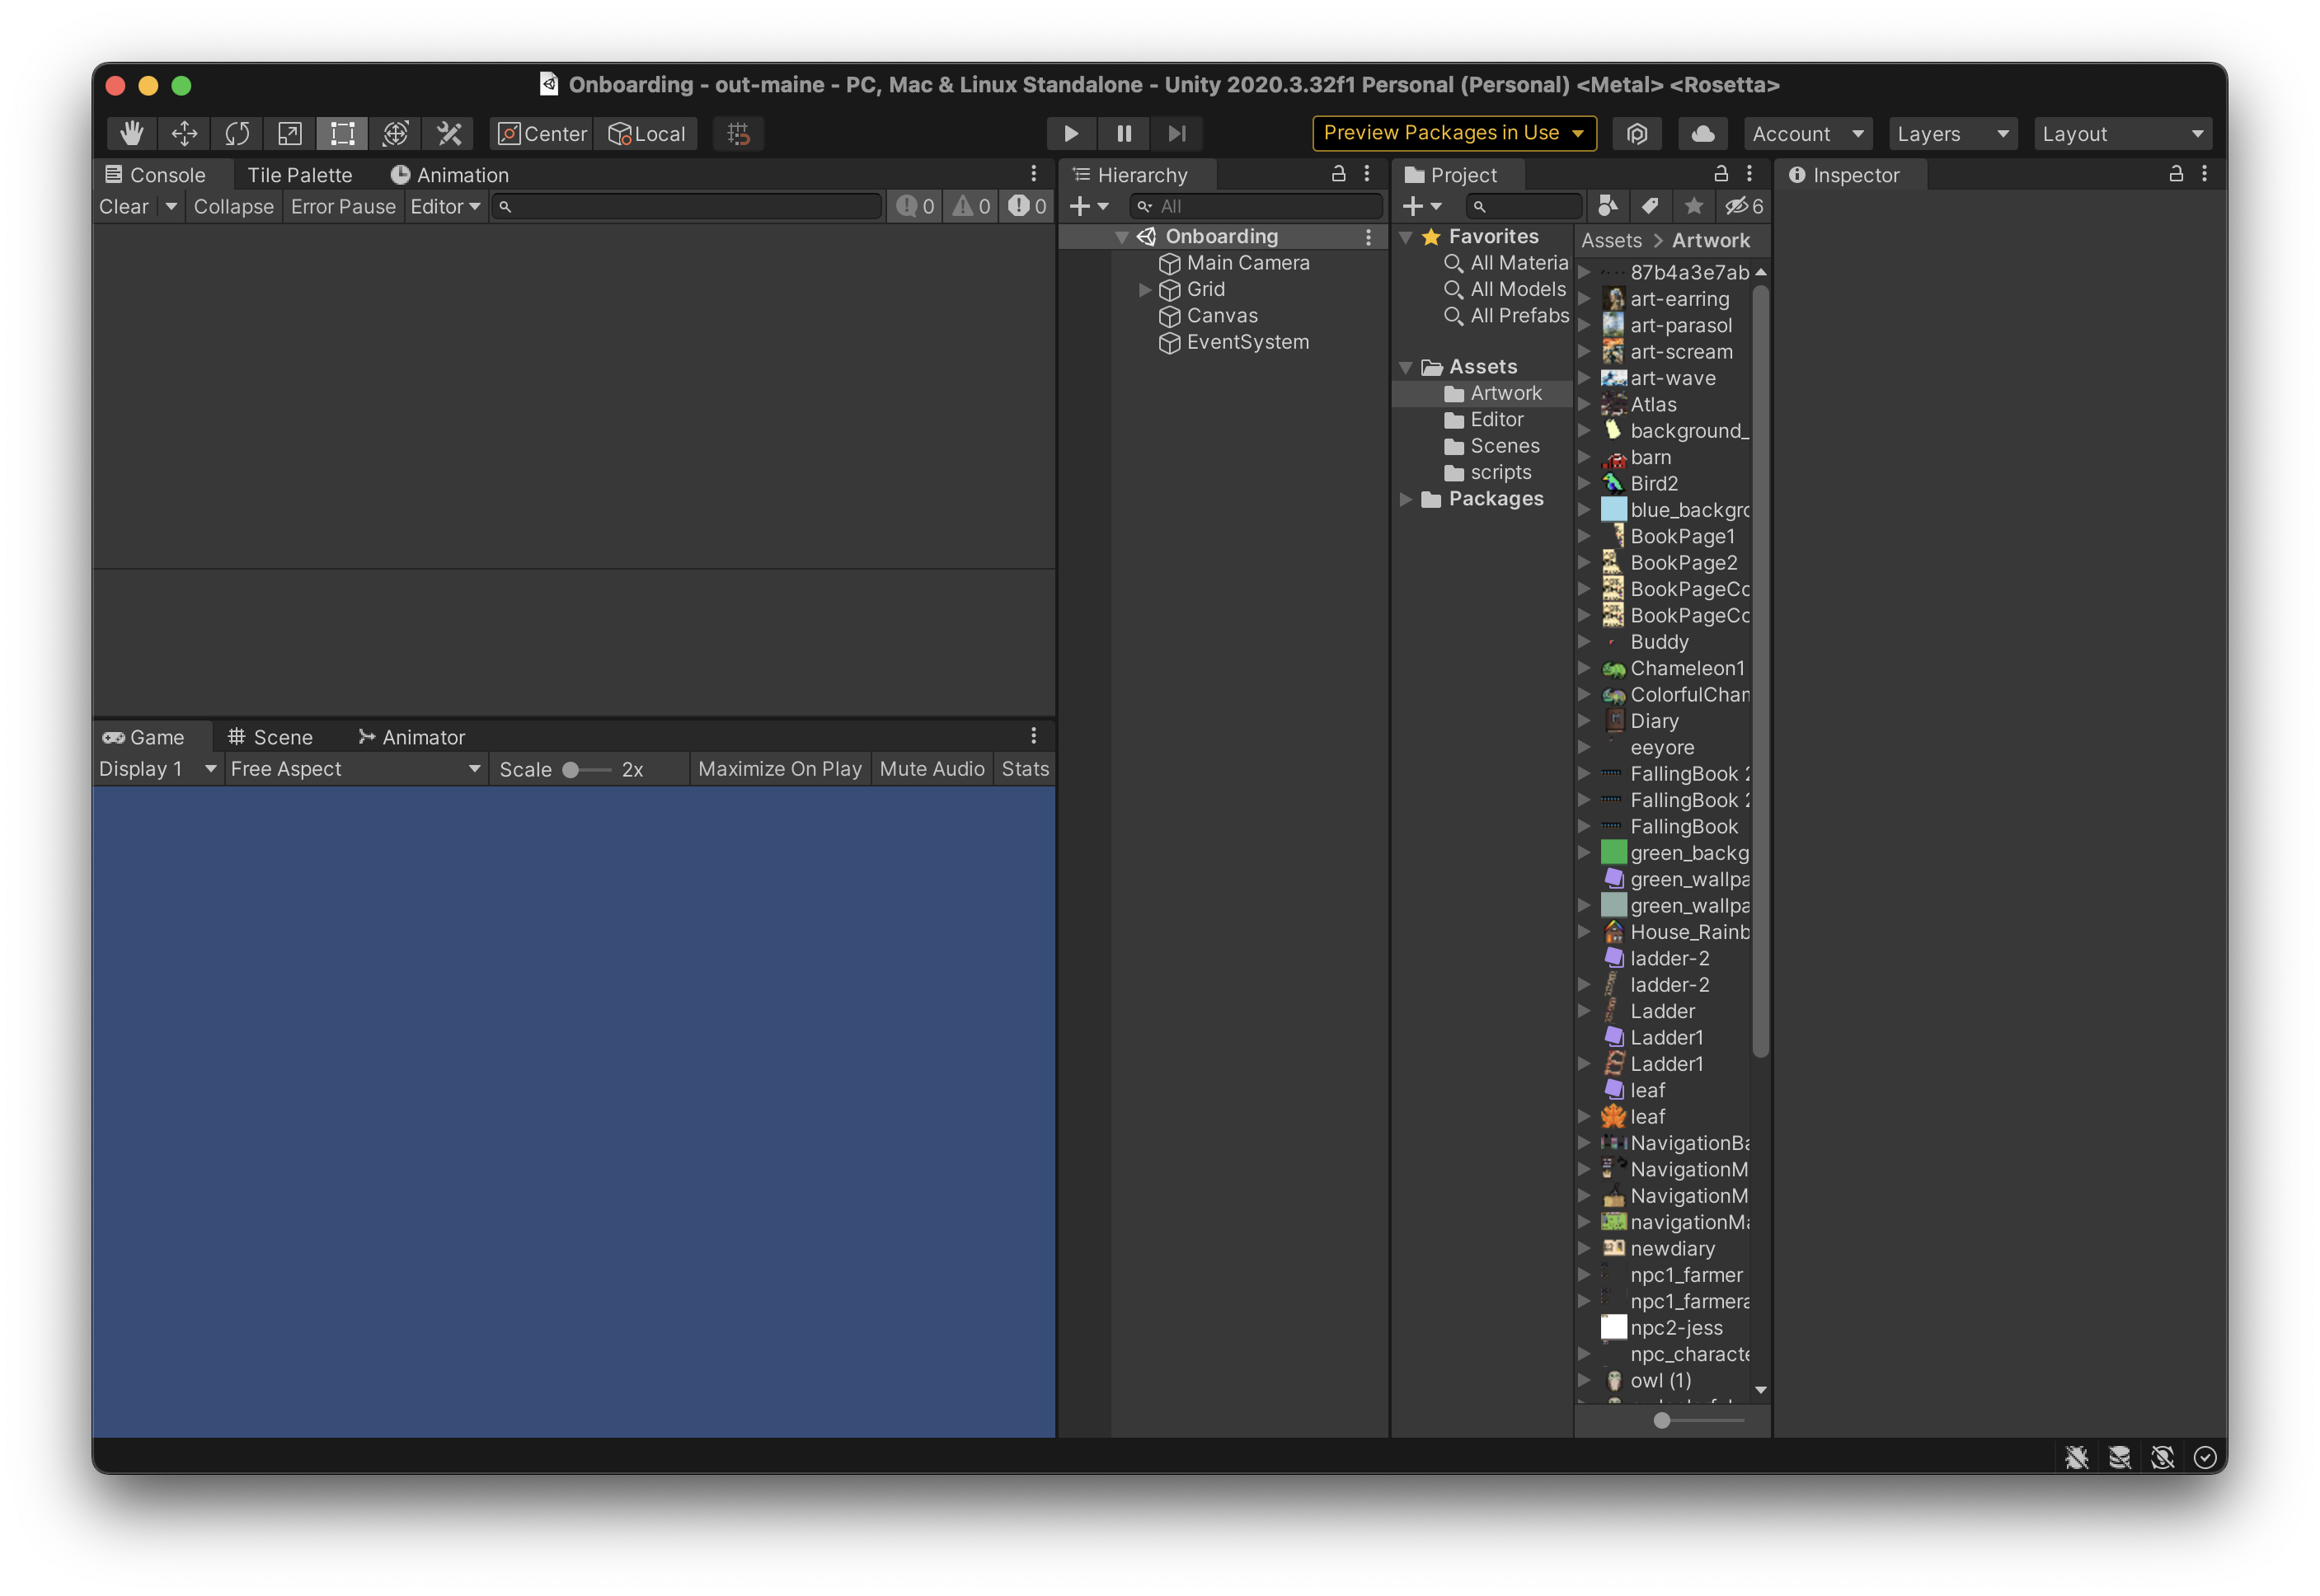 Onboarding - out-maine - PC, Mac & Linux Standalone - Unity 2020.3.32f1 Personal (Personal) <Metal> <Rosetta>
Center Local Preview Packages in Use Account Layers Layout
Console Tile Palette Animation
Clear Collapse Error Pause Editor 0 0 0
Hierarchy
All
Onboarding
Main Camera
Grid
Canvas
EventSystem
Project
6
Favorites
All Materia
All Models
All Prefabs
Assets
Artwork
Editor
Scenes
scripts
Packages
Assets > Artwork
87b4a3e7ab
art-earring
art-parasol
art-scream
art-wave
Atlas
background_
barn
Bird2
blue_backgro
BookPage1
BookPage2
BookPageCo
BookPageCo
Buddy
Chameleon1
ColorfulCham
Diary
eeyore
FallingBook 2
FallingBook 2
FallingBook
green_backg
green_wallpa
green_wallpa
House_Rainb
ladder-2
ladder-2
Ladder
Ladder1
Ladder1
leaf
leaf
NavigationBa
NavigationM
NavigationM
navigationMa
newdiary
npc1_farmer
npc1_farmera
npc2-jess
npc_characte
owl (1)
Inspector
Game Scene Animator
Display 1 Free Aspect Scale 2x Maximize On Play Mute Audio Stats